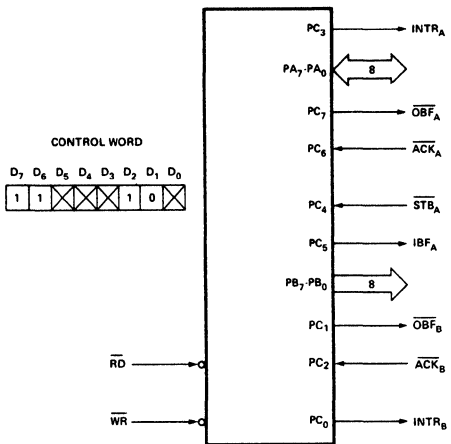 CONTROL WORD
D7 D6 D5 D4 D3 D2 D1 D0
1 1 1 0
RD
WR
PC3 INTRA
PA7-PA0 8
PC7 OBFA
PC6 ACKA
PC4 STBA
PC5 IBFA
PB7-PB0 8
PC1 OBFB
PC2 ACKB
PC0 INTRB